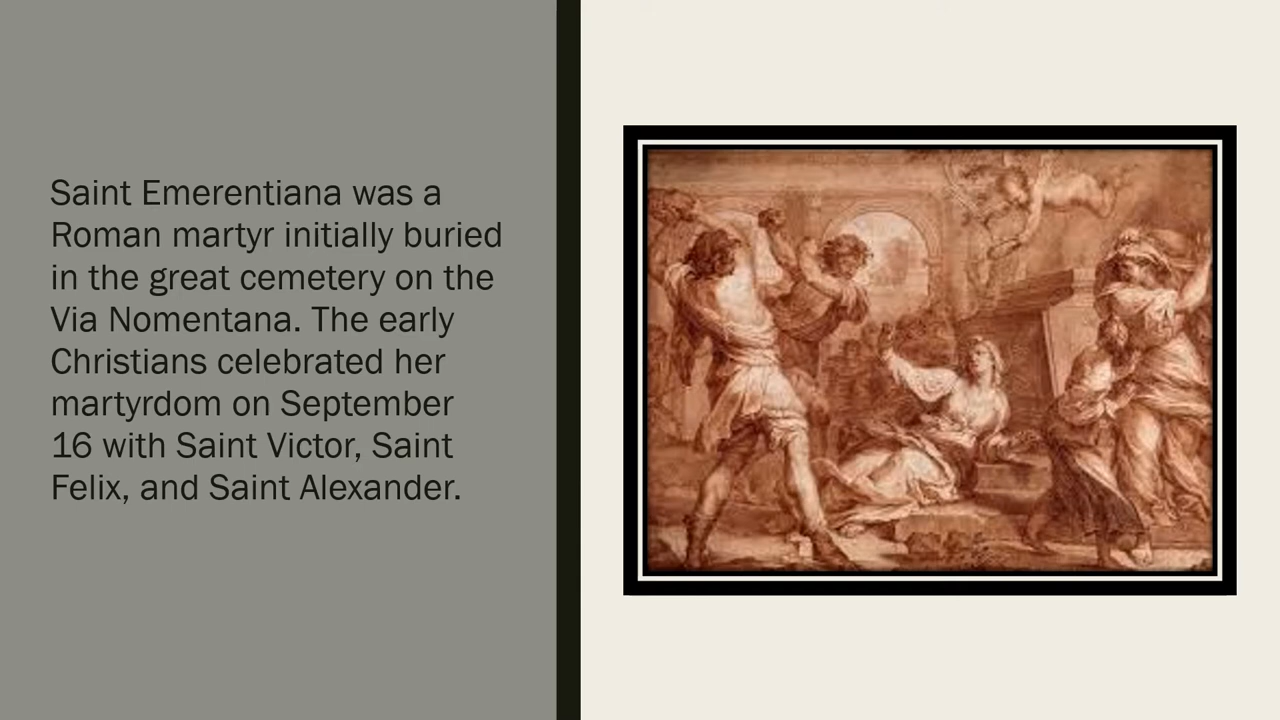 Saint Emerentiana was a
Roman martyr initially buried
in the great cemetery on the
Via Nomentana. The early
Christians celebrated her
martyrdom on September
16 with Saint Victor, Saint
Felix, and Saint Alexander.